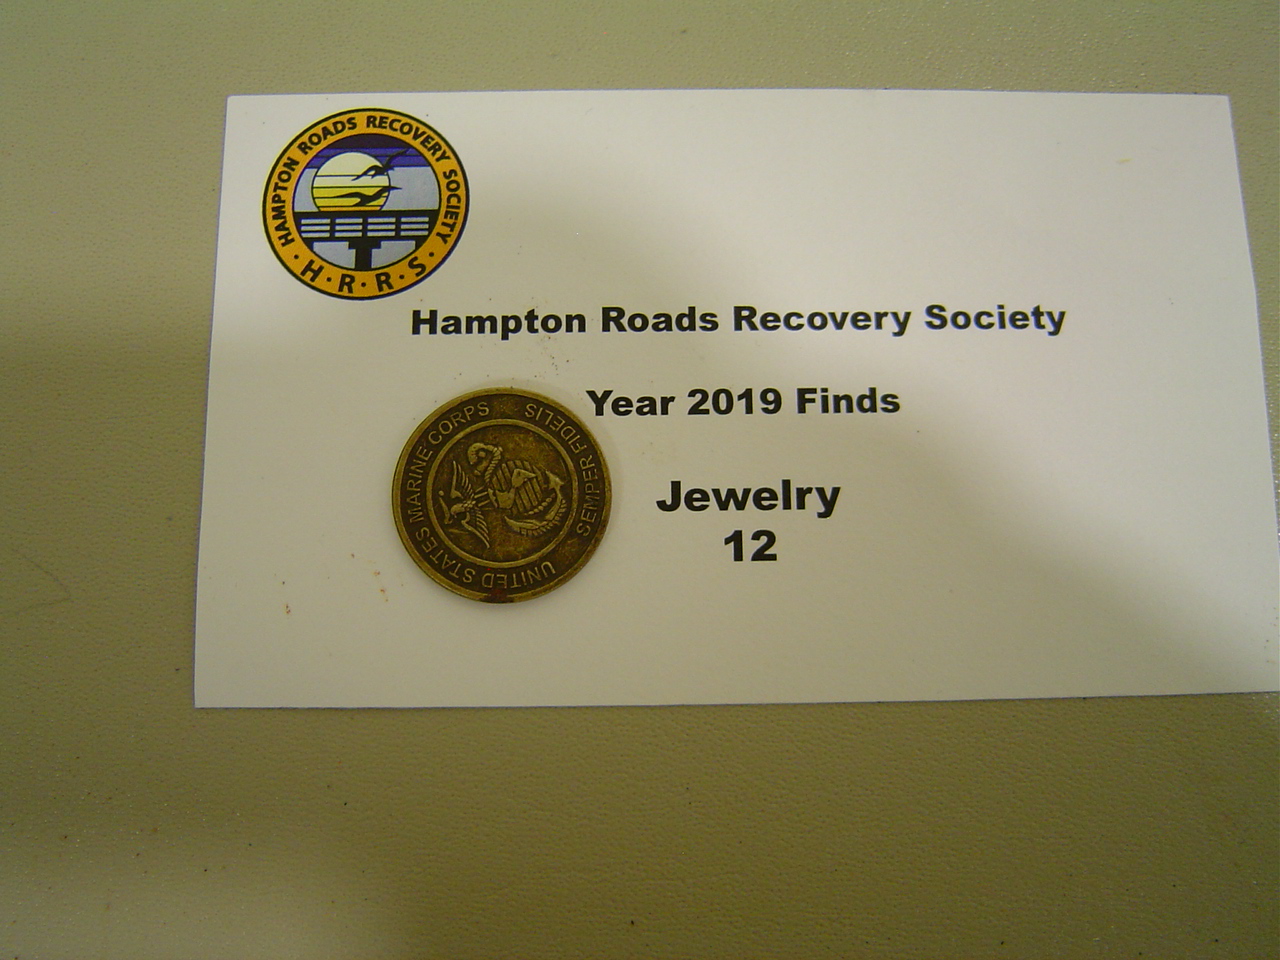 HAMPTON ROADS RECOVERY SOCIETY
· H · R · R · S ·
Hampton Roads Recovery Society
Year 2019 Finds
Jewelry
12
UNITED STATES MARINE CORPS
SEMPER FIDELIS